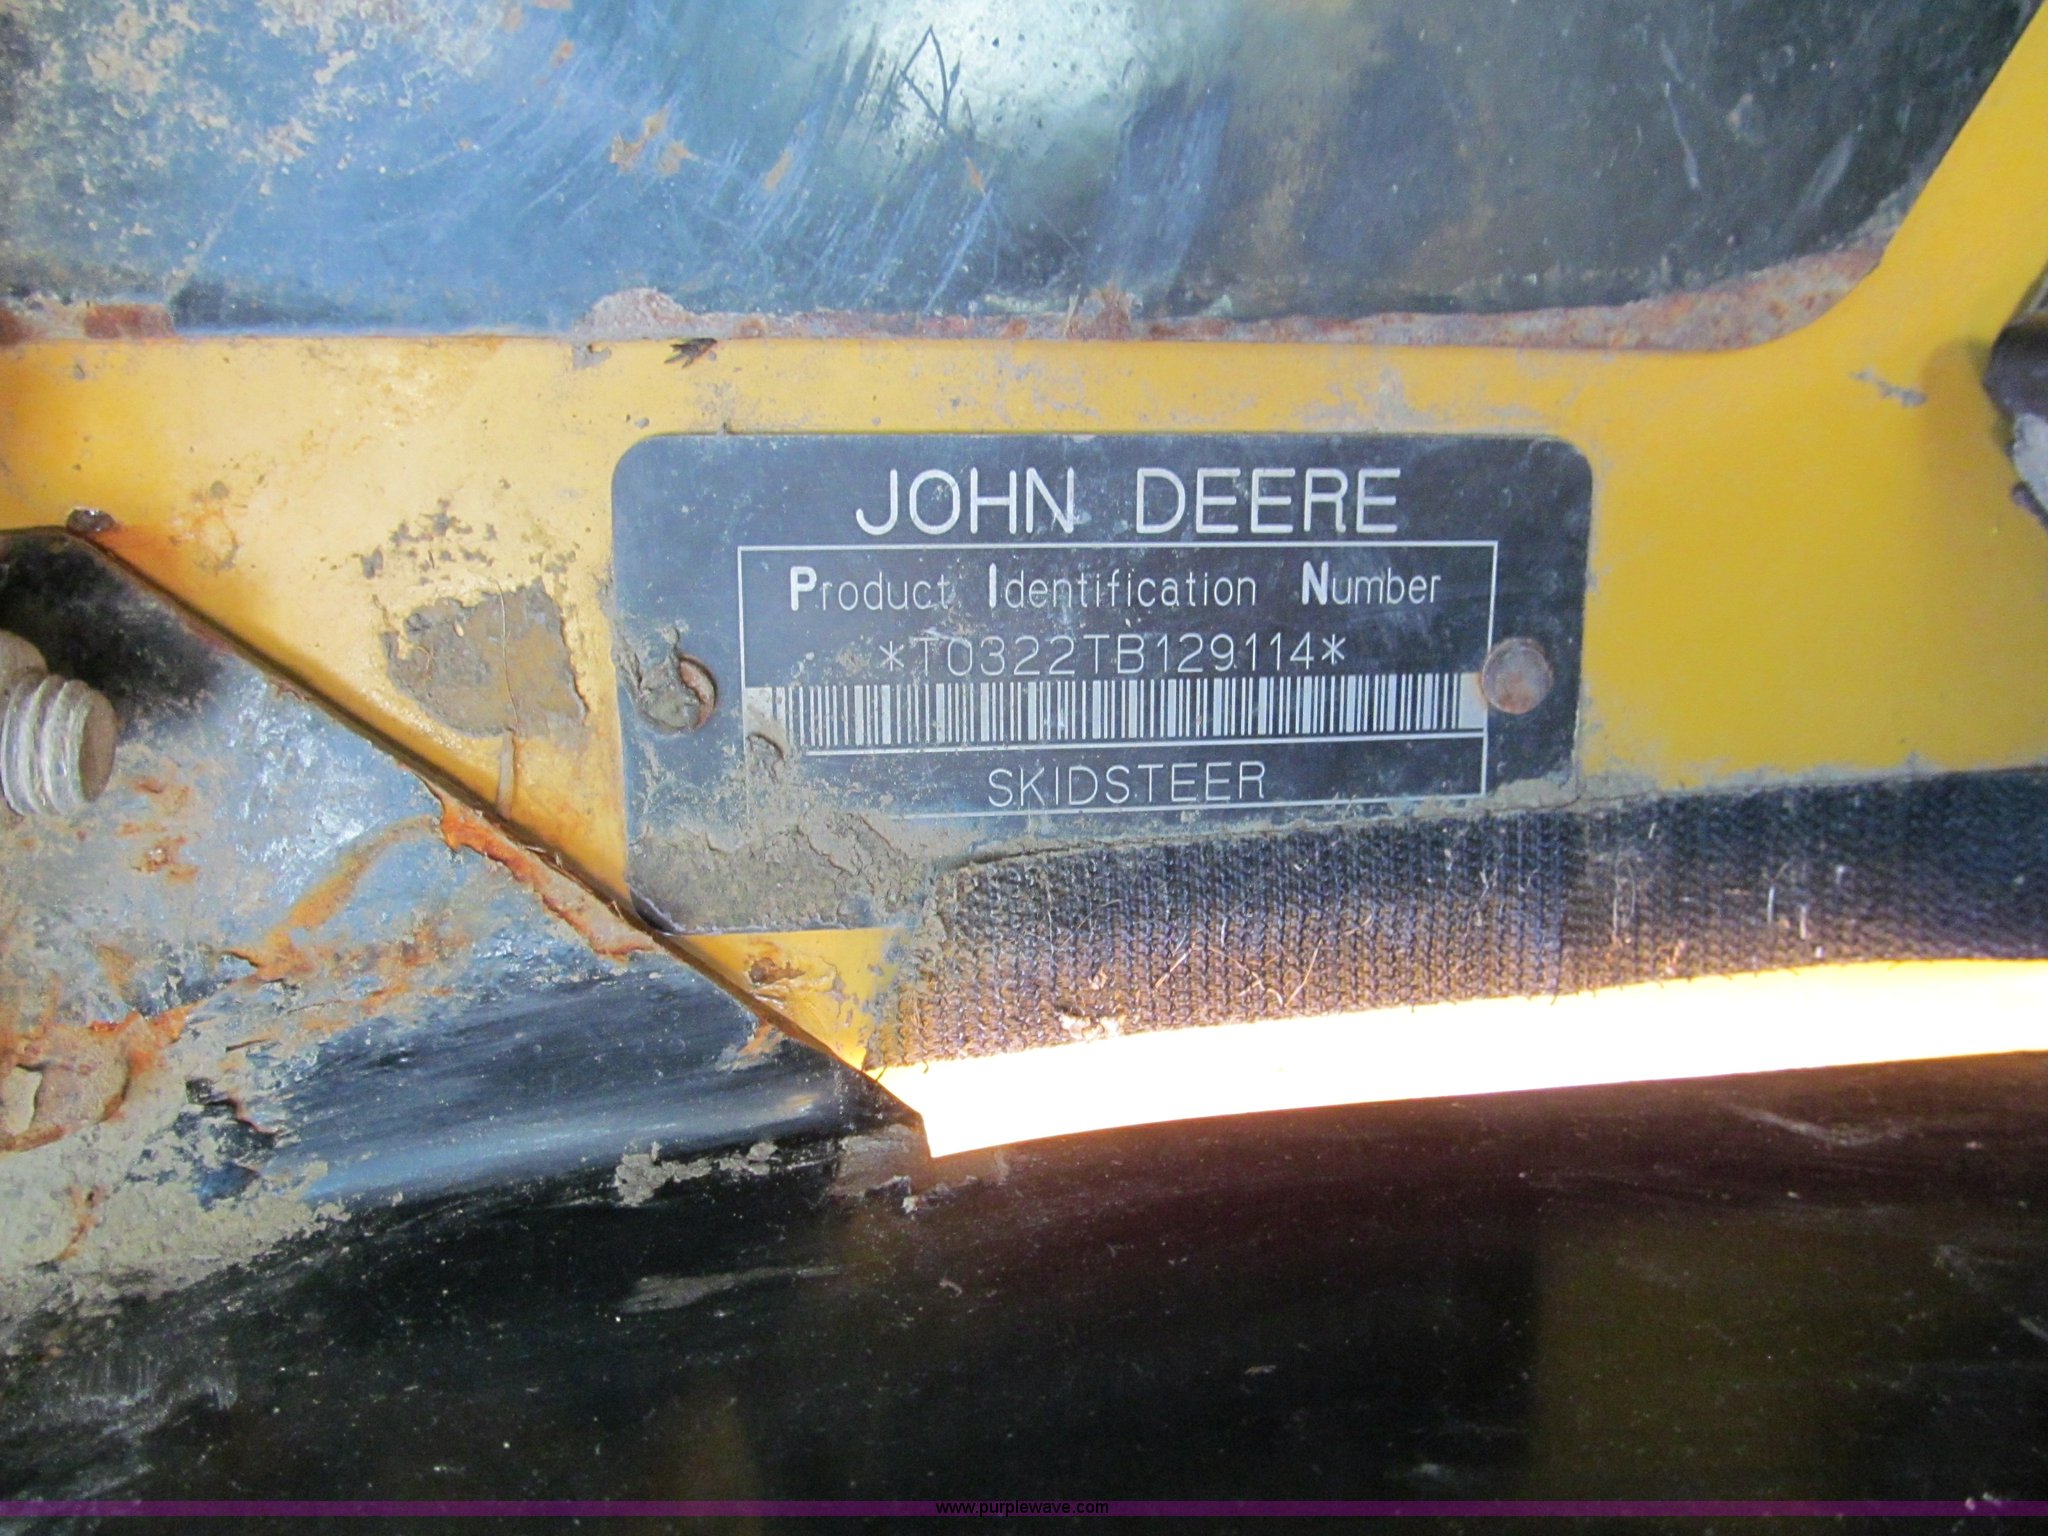 JOHN DEERE
Product Identification Number
*T0322TB129114*
SKIDSTEER
www.purplewave.com